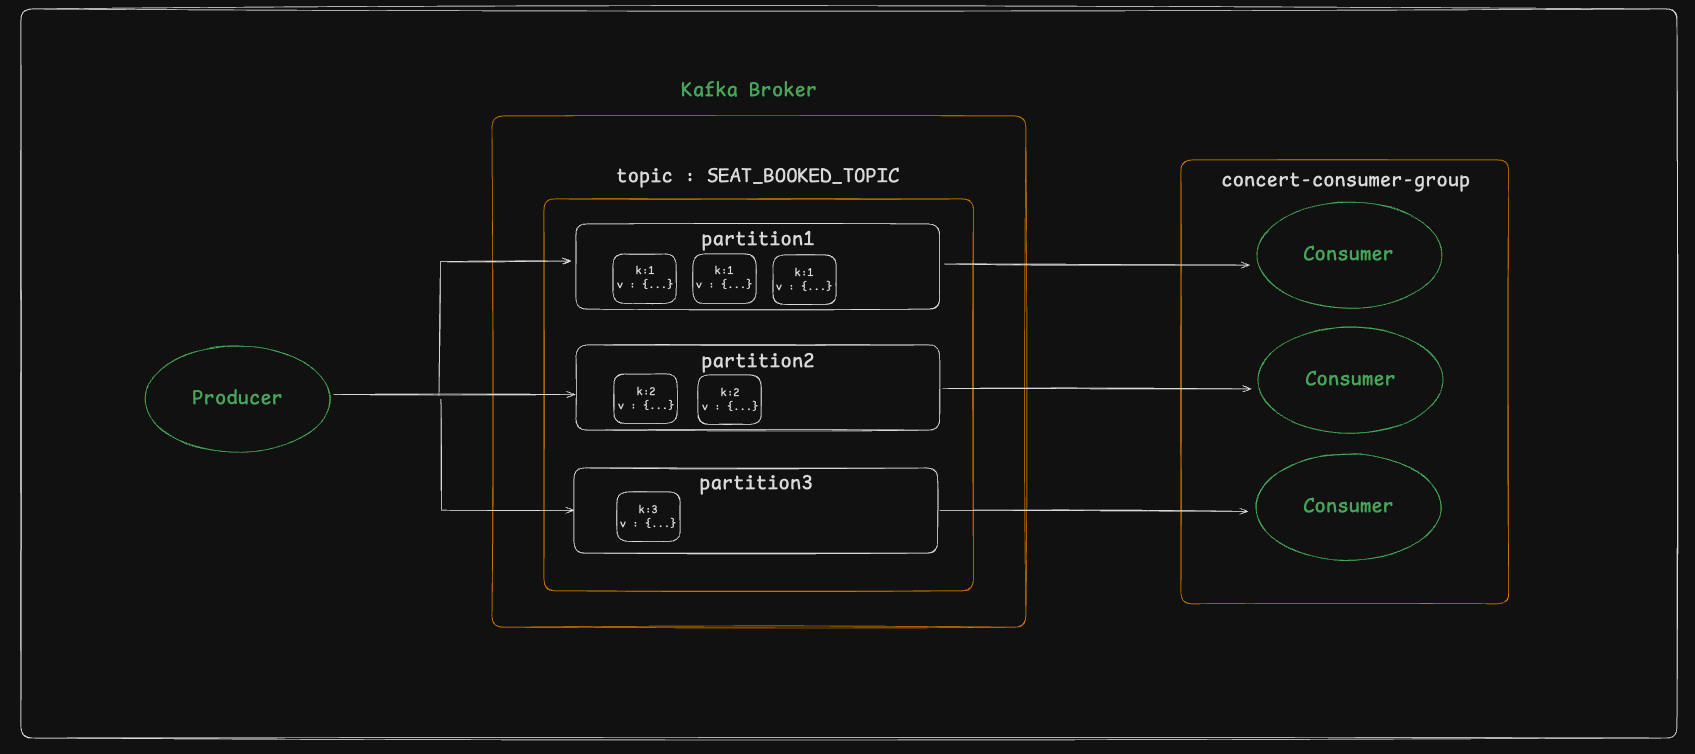 Kafka Broker
topic : SEAT_BOOKED_TOPIC
concert-consumer-group
partition1
k:1
v : {...}
k:1
v : {...}
k:1
v : {...}
Consumer
partition2
k:2
v : {...}
k:2
v : {...}
Consumer
Producer
partition3
k:3
v : {...}
Consumer